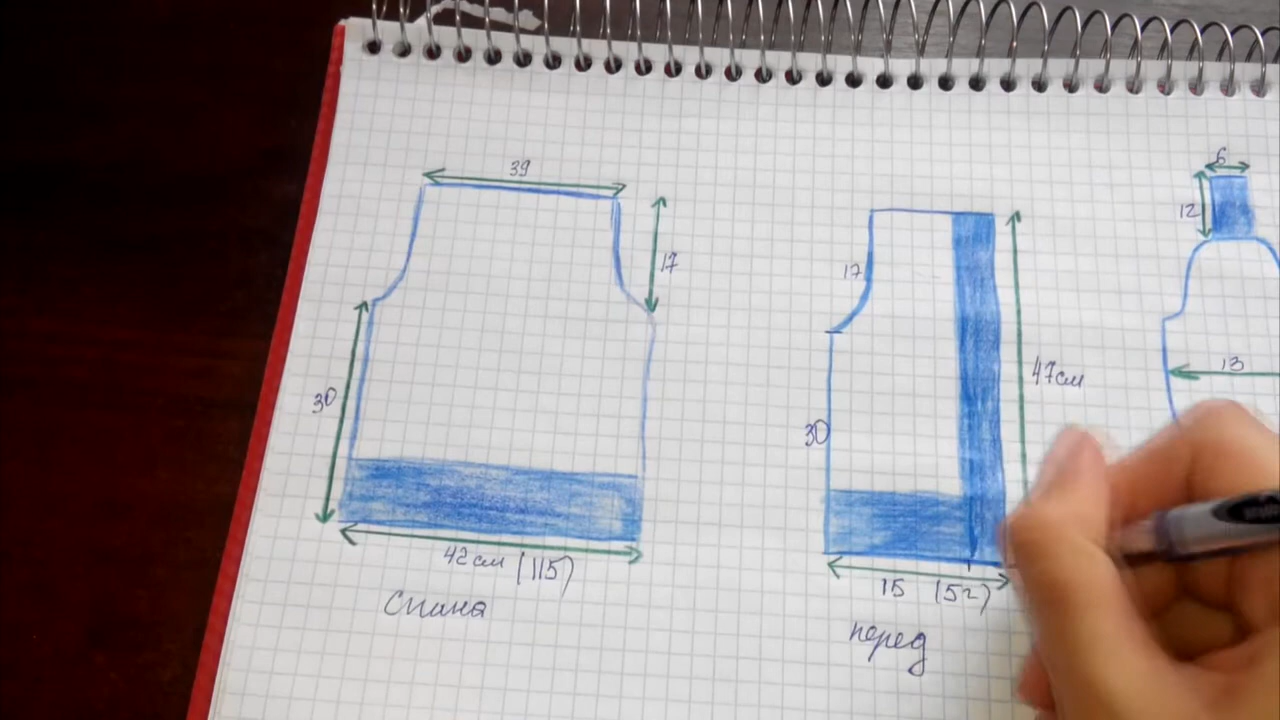 39
17
30
42см (115)
Спина
17
30
47см
15 (52)
перед
6
12
13